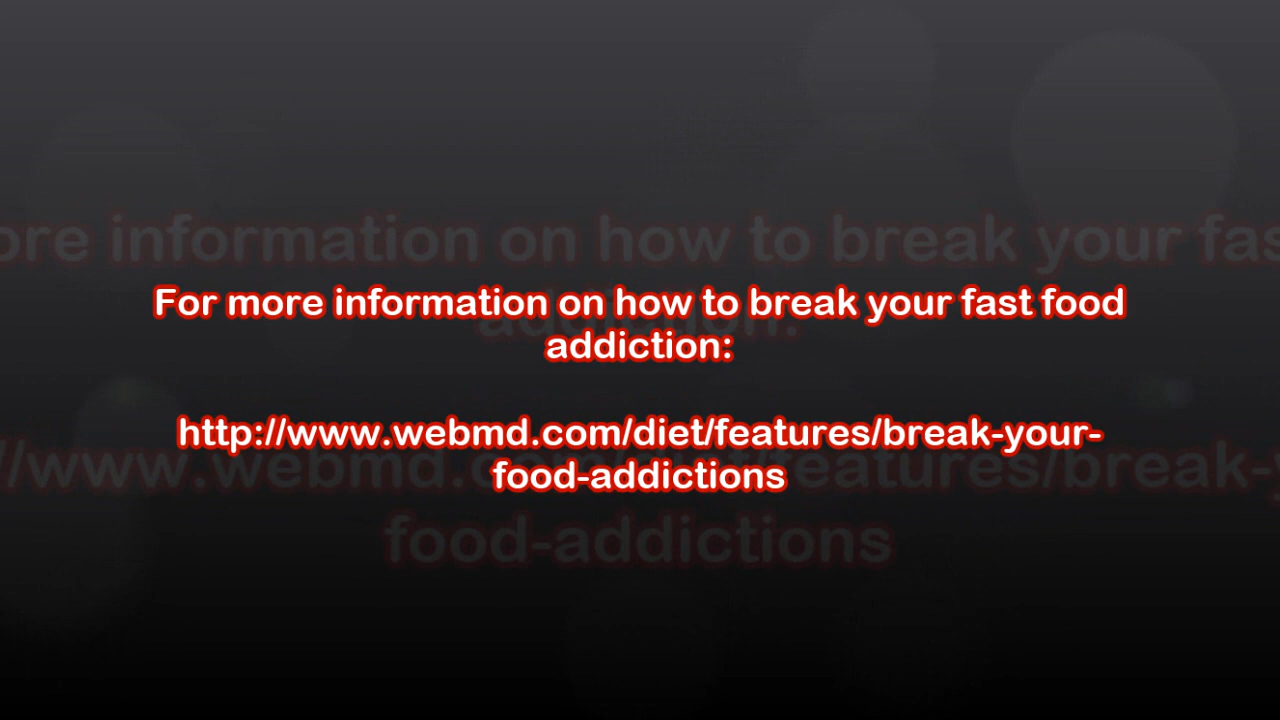 For more information on how to break your fast food
addiction:
http://www.webmd.com/diet/features/break-your-
food-addictions